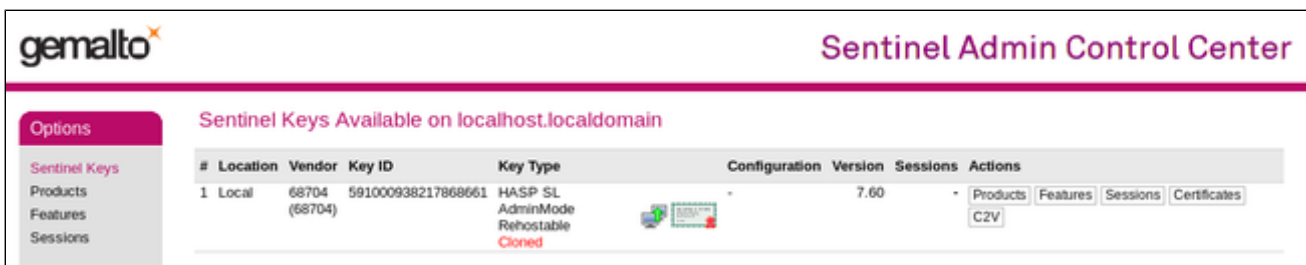 gemalto
Sentinel Admin Control Center
Options
Sentinel Keys
Products
Features
Sessions
Sentinel Keys Available on localhost.localdomain
# Location Vendor Key ID Key Type Configuration Version Sessions Actions
1 Local 68704 591000938217868661 HASP SL - 7.60 - Products Features Sessions Certificates
(68704) AdminMode C2V
Rehostable
Cloned